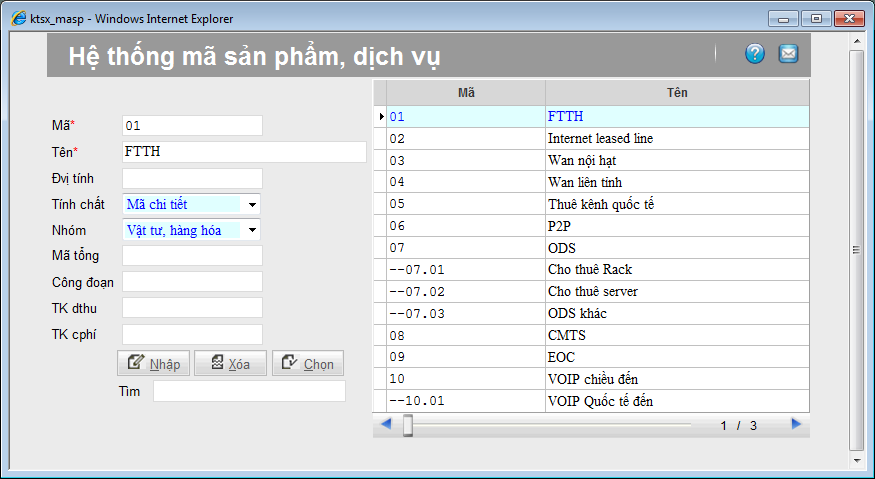 ktsx_masp - Windows Internet Explorer
Hệ thống mã sản phẩm, dịch vụ
Mã* 01
Tên* FTTH
Đvị tính
Tính chất Mã chi tiết
Nhóm Vật tư, hàng hóa
Mã tổng
Công đoạn
TK dthu
TK cphí
Nhập Xóa Chọn
Tìm
Mã Tên
01 FTTH
02 Internet leased line
03 Wan nội hạt
04 Wan liên tỉnh
05 Thuê kênh quốc tế
06 P2P
07 ODS
--07.01 Cho thuê Rack
--07.02 Cho thuê server
--07.03 ODS khác
08 CMTS
09 EOC
10 VOIP chiều đến
--10.01 VOIP Quốc tế đến
1 / 3